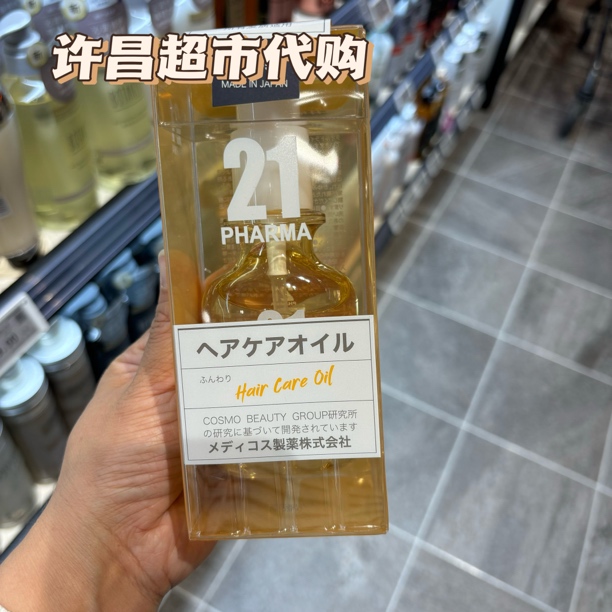 许昌超市代购
MADE IN JAPAN
21
PHARMA
ヘアケアオイル
ふんわり
Hair Care Oil
COSMO BEAUTY GROUP研究所
の研究に基づいて開発されています
メディコス製薬株式会社